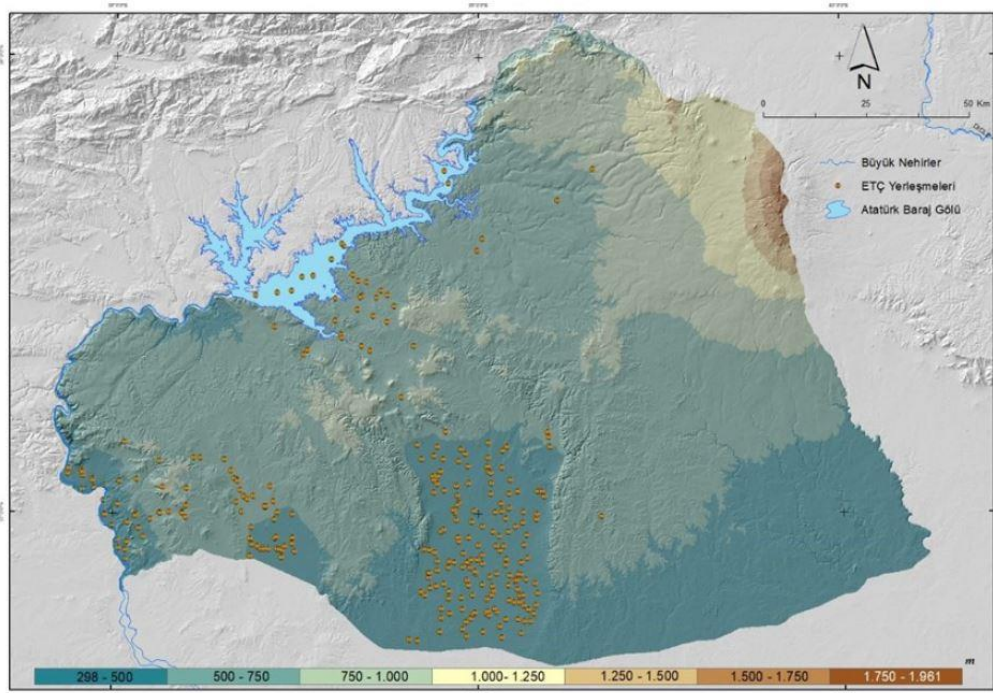 N
0 25 50 Km
Büyük Nehirler
ETÇ Yerleşmeleri
Atatürk Baraj Gölü
m
298 - 500 500 - 750 750 - 1.000 1.000- 1.250 1.250 - 1.500 1.500 - 1.750 1.750 - 1.961